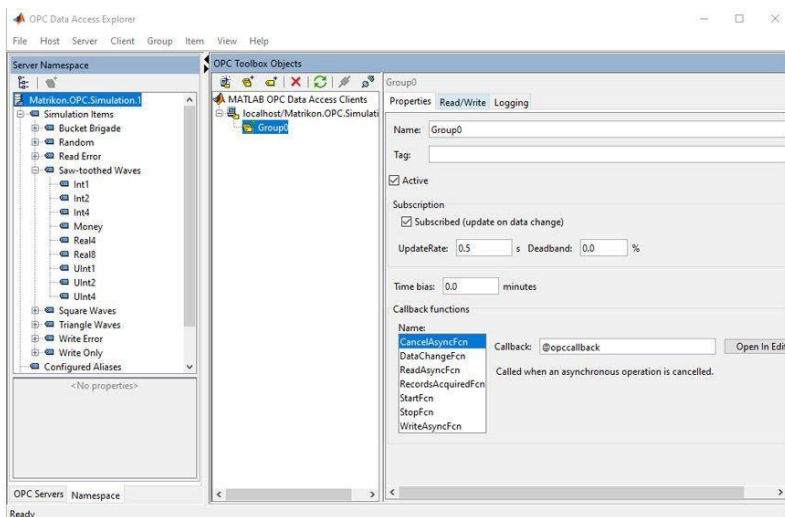 OPC Data Access Explorer
File Host Server Client Group Item View Help
Server Namespace
Matrikon.OPC.Simulation.1
Simulation Items
Bucket Brigade
Random
Read Error
Saw-toothed Waves
Int1
Int2
Int4
Money
Real4
Real8
UInt1
UInt2
UInt4
Square Waves
Triangle Waves
Write Error
Write Only
Configured Aliases
<No properties>
OPC Servers Namespace
Ready
OPC Toolbox Objects
MATLAB OPC Data Access Clients
localhost/Matrikon.OPC.Simulati
Group0
Group0
Properties Read/Write Logging
Name: Group0
Tag:
Active
Subscription
Subscribed (update on data change)
UpdateRate: 0.5 s Deadband: 0.0 %
Time bias: 0.0 minutes
Callback functions
Name:
CancelAsyncFcn
DataChangeFcn
ReadAsyncFcn
RecordsAcquiredFcn
StartFcn
StopFcn
WriteAsyncFcn
Callback: @opccallback Open In Edit
Called when an asynchronous operation is cancelled.